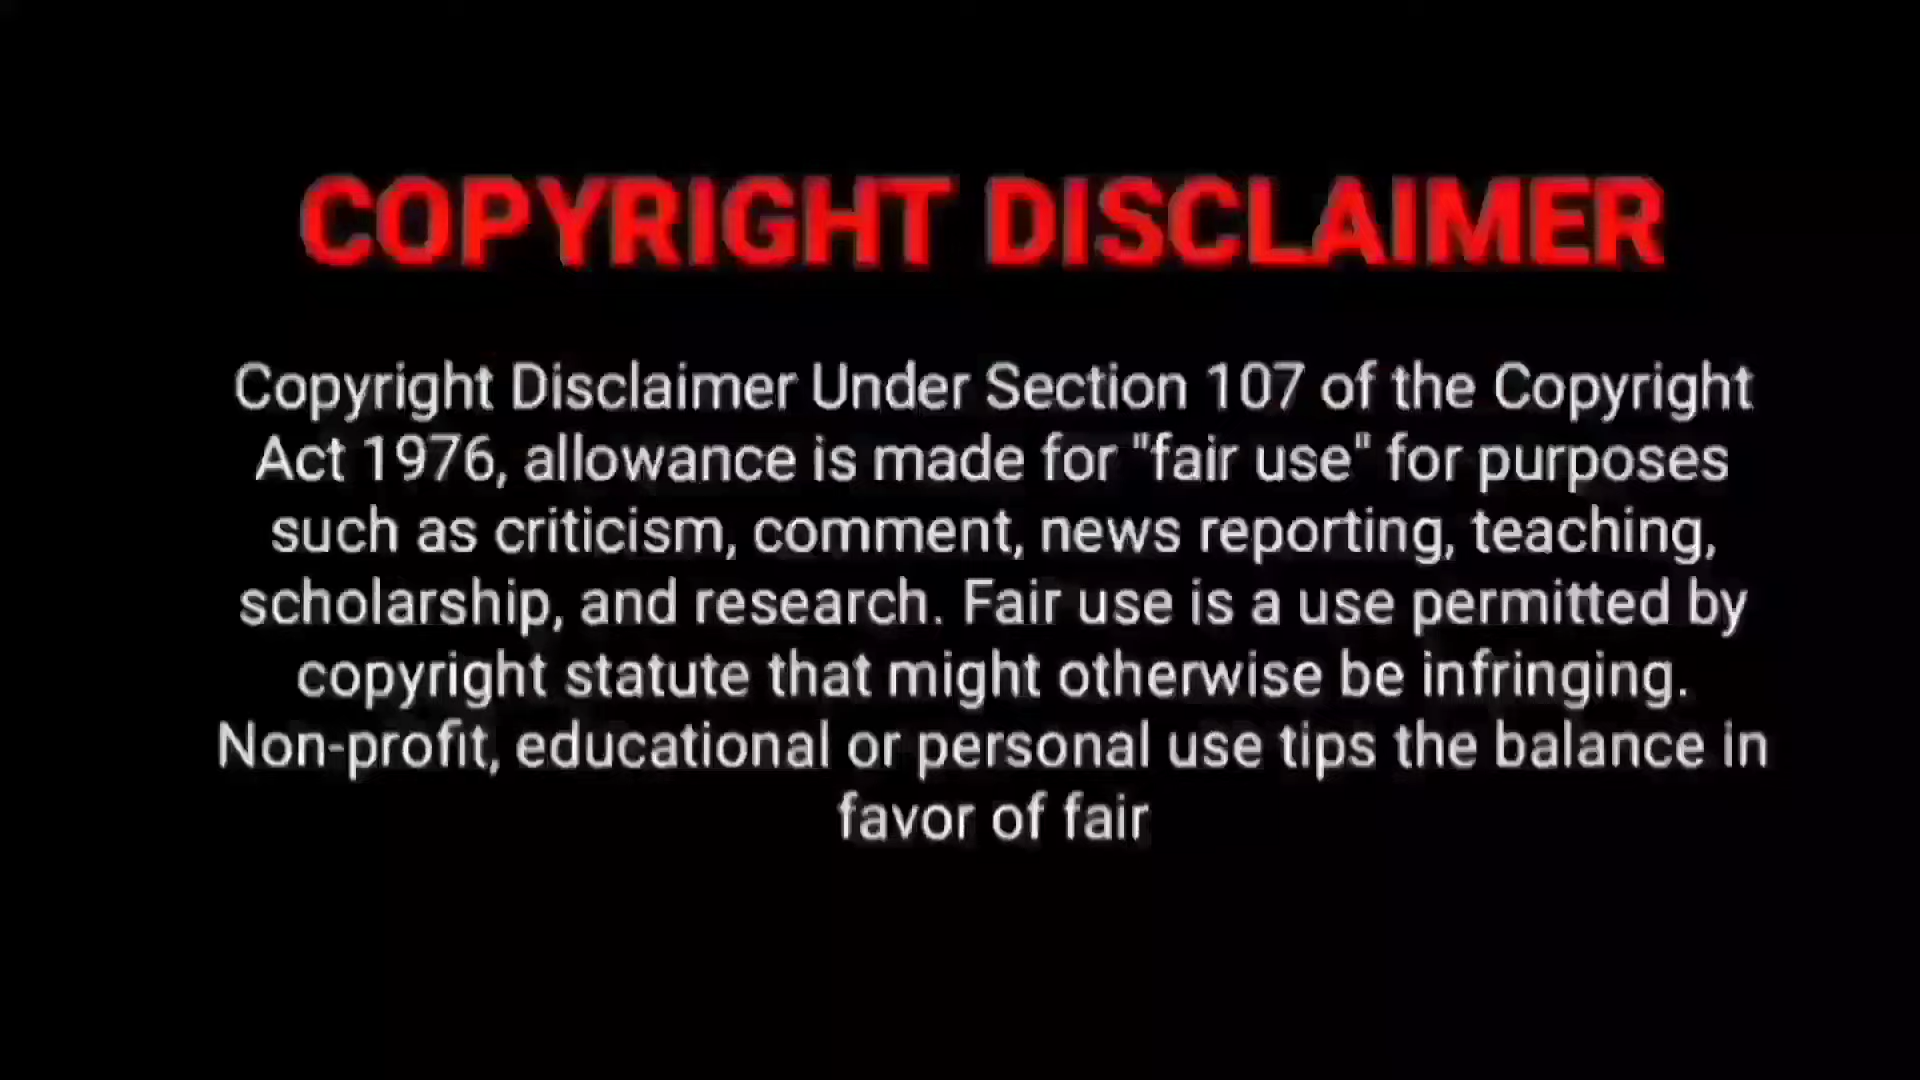 COPYRIGHT DISCLAIMER
Copyright Disclaimer Under Section 107 of the Copyright
Act 1976, allowance is made for "fair use" for purposes
such as criticism, comment, news reporting, teaching,
scholarship, and research. Fair use is a use permitted by
copyright statute that might otherwise be infringing.
Non-profit, educational or personal use tips the balance in
favor of fair